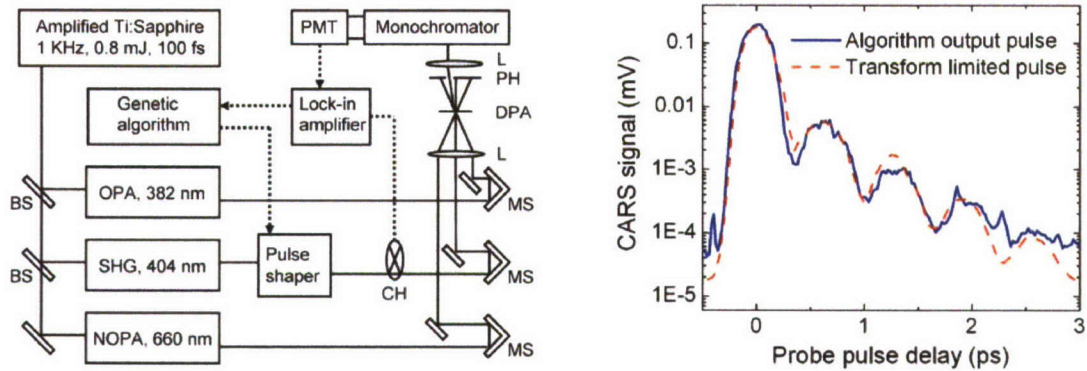 Amplified Ti:Sapphire
1 KHz, 0.8 mJ, 100 fs
PMT
Monochromator
L
PH
DPA
L
Genetic
algorithm
Lock-in
amplifier
BS
OPA, 382 nm
MS
BS
SHG, 404 nm
Pulse
shaper
CH
MS
NOPA, 660 nm
MS
CARS signal (mV)
0.1
0.01
1E-3
1E-4
1E-5
Algorithm output pulse
Transform limited pulse
0
1
2
3
Probe pulse delay (ps)